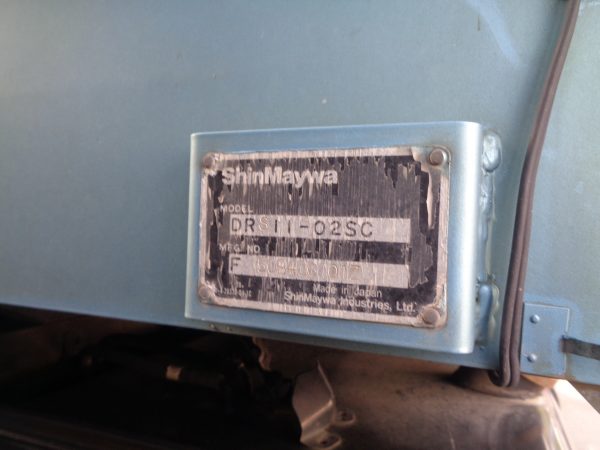 ShinMaywa
MODEL
DRS11-02SC
MFG NO
F
Made in Japan
ShinMaywa Industries, Ltd.